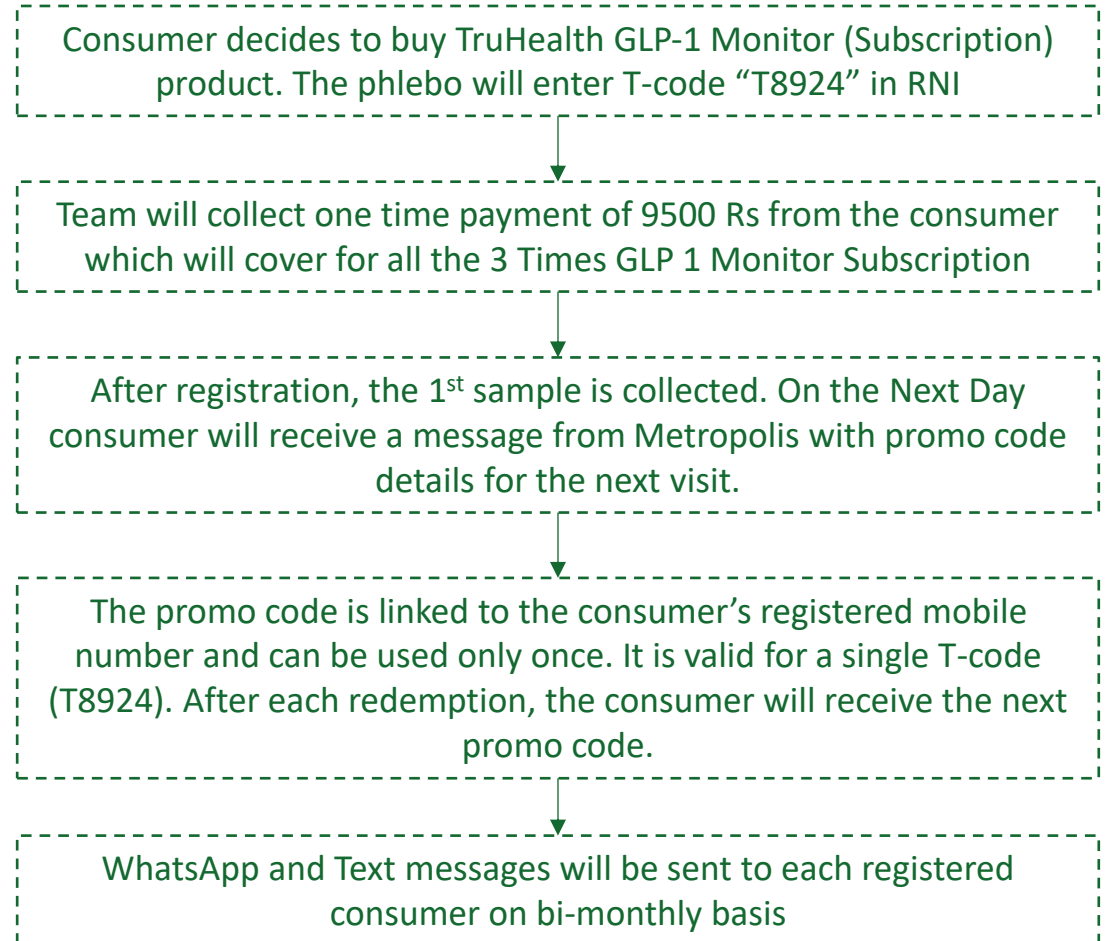 Consumer decides to buy TruHealth GLP-1 Monitor (Subscription)
product. The phlebo will enter T-code “T8924” in RNI
Team will collect one time payment of 9500 Rs from the consumer
which will cover for all the 3 Times GLP 1 Monitor Subscription
After registration, the 1st sample is collected. On the Next Day
consumer will receive a message from Metropolis with promo code
details for the next visit.
The promo code is linked to the consumer’s registered mobile
number and can be used only once. It is valid for a single T-code
(T8924). After each redemption, the consumer will receive the next
promo code.
WhatsApp and Text messages will be sent to each registered
consumer on bi-monthly basis